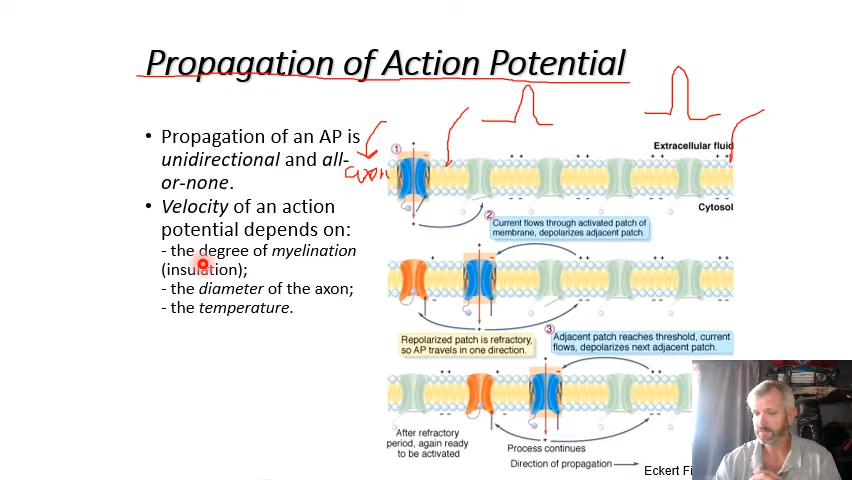 Propagation of Action Potential
• Propagation of an AP is
unidirectional and all-
or-none.
• Velocity of an action
potential depends on:
- the degree of myelination
(insulation);
- the diameter of the axon;
- the temperature.
axon
1
Extracellular fluid
Cytosol
2
Current flows through activated patch of
membrane, depolarizes adjacent patch.
Repolarized patch is refractory,
so AP travels in one direction.
3
Adjacent patch reaches threshold, current
flows, depolarizes next adjacent patch.
After refractory
period, again ready
to be activated
Process continues
Direction of propagation
Eckert Fi